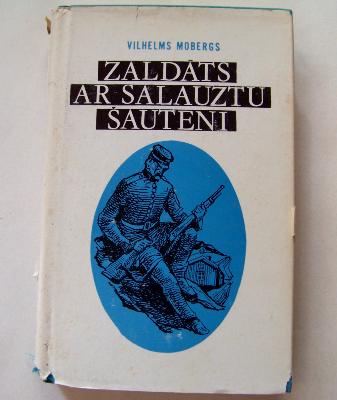 VILHELMS MOBERGS
ZALDĀTS
AR SALAUZTU
ŠAUTENI